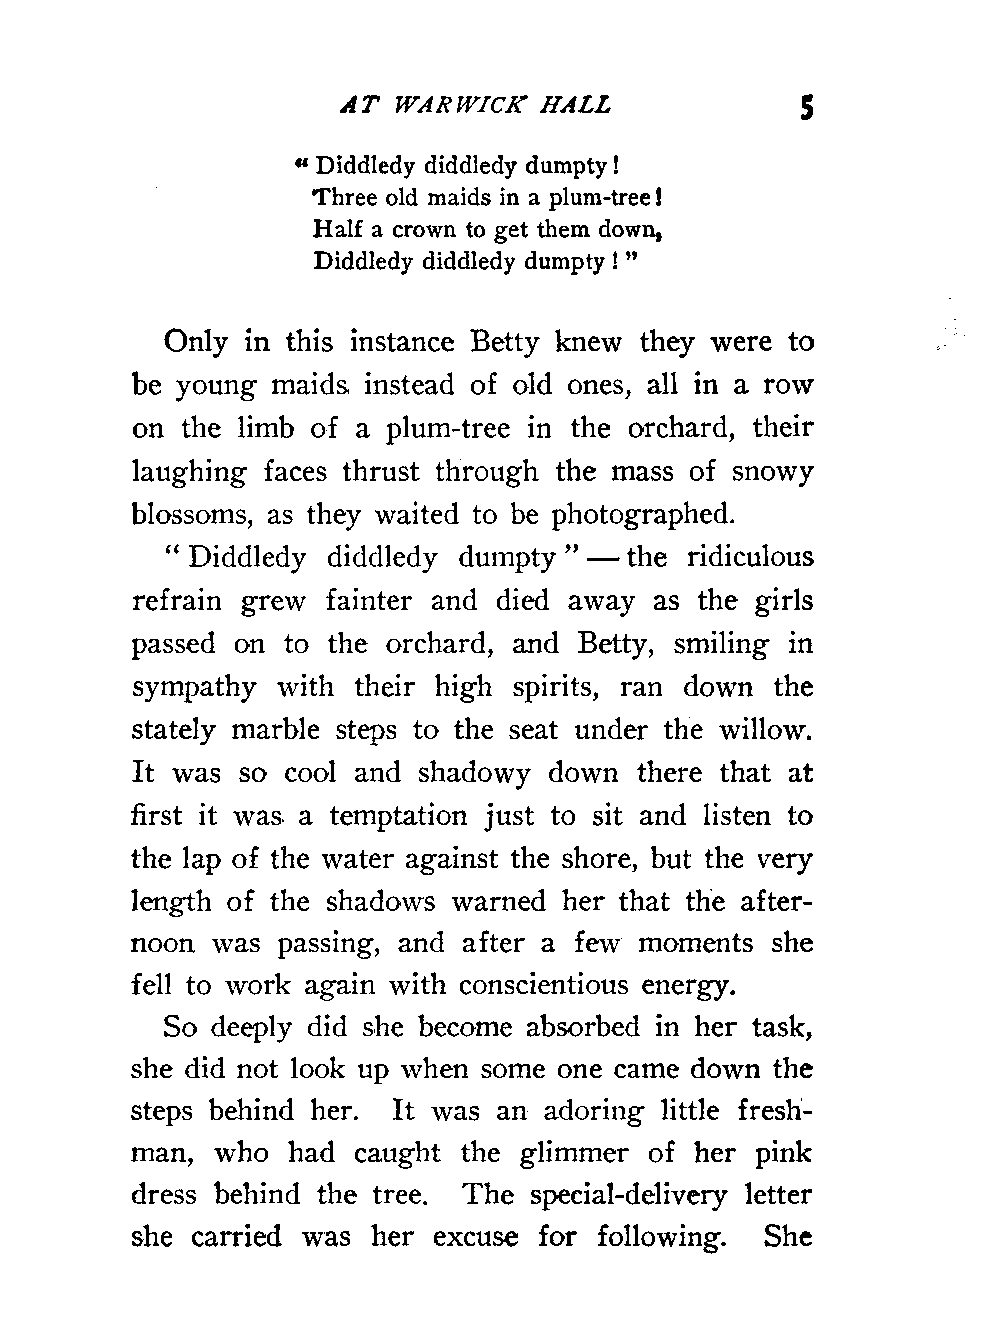 AT WARWICK HALL 5
“ Diddledy diddledy dumpty !
Three old maids in a plum-tree !
Half a crown to get them down,
Diddledy diddledy dumpty ! ”
Only in this instance Betty knew they were to
be young maids instead of old ones, all in a row
on the limb of a plum-tree in the orchard, their
laughing faces thrust through the mass of snowy
blossoms, as they waited to be photographed.
“ Diddledy diddledy dumpty ” — the ridiculous
refrain grew fainter and died away as the girls
passed on to the orchard, and Betty, smiling in
sympathy with their high spirits, ran down the
stately marble steps to the seat under the willow.
It was so cool and shadowy down there that at
first it was a temptation just to sit and listen to
the lap of the water against the shore, but the very
length of the shadows warned her that the after-
noon was passing, and after a few moments she
fell to work again with conscientious energy.
So deeply did she become absorbed in her task,
she did not look up when some one came down the
steps behind her. It was an adoring little fresh-
man, who had caught the glimmer of her pink
dress behind the tree. The special-delivery letter
she carried was her excuse for following. She